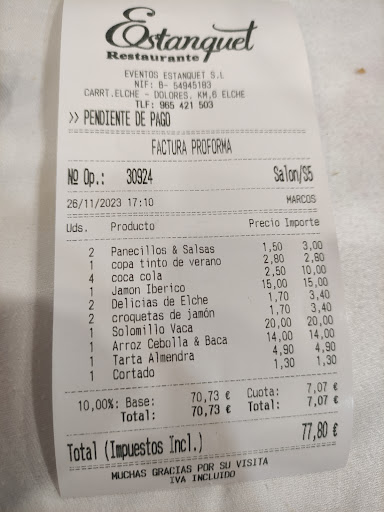 Estanquet
Restaurante
EVENTOS ESTANQUET S.L
NIF: B- 54945183
CARRT.ELCHE - DOLORES. KM,6 ELCHE
TLF: 965 421 503
>> PENDIENTE DE PAGO
FACTURA PROFORMA
Nº Op.: 30924 Salon/S5
26/11/2023 17:10 MARCOS
Uds. Producto Precio Importe
2 Panecillos & Salsas 1,50 3,00
1 copa tinto de verano 2,80 2,80
4 coca cola 2,50 10,00
1 Jamon Iberico 15,00 15,00
2 Delicias de Elche 1,70 3,40
2 croquetas de jamón 1,70 3,40
1 Solomillo Vaca 20,00 20,00
1 Arroz Cebolla & Baca 14,00 14,00
1 Tarta Almendra 4,90 4,90
1 Cortado 1,30 1,30
10,00%: Base: 70,73 € Cuota: 7,07 €
Total: 70,73 € Total: 7,07 €
Total (Impuestos Incl.) 77,80 €
MUCHAS GRACIAS POR SU VISITA
IVA INCLUIDO